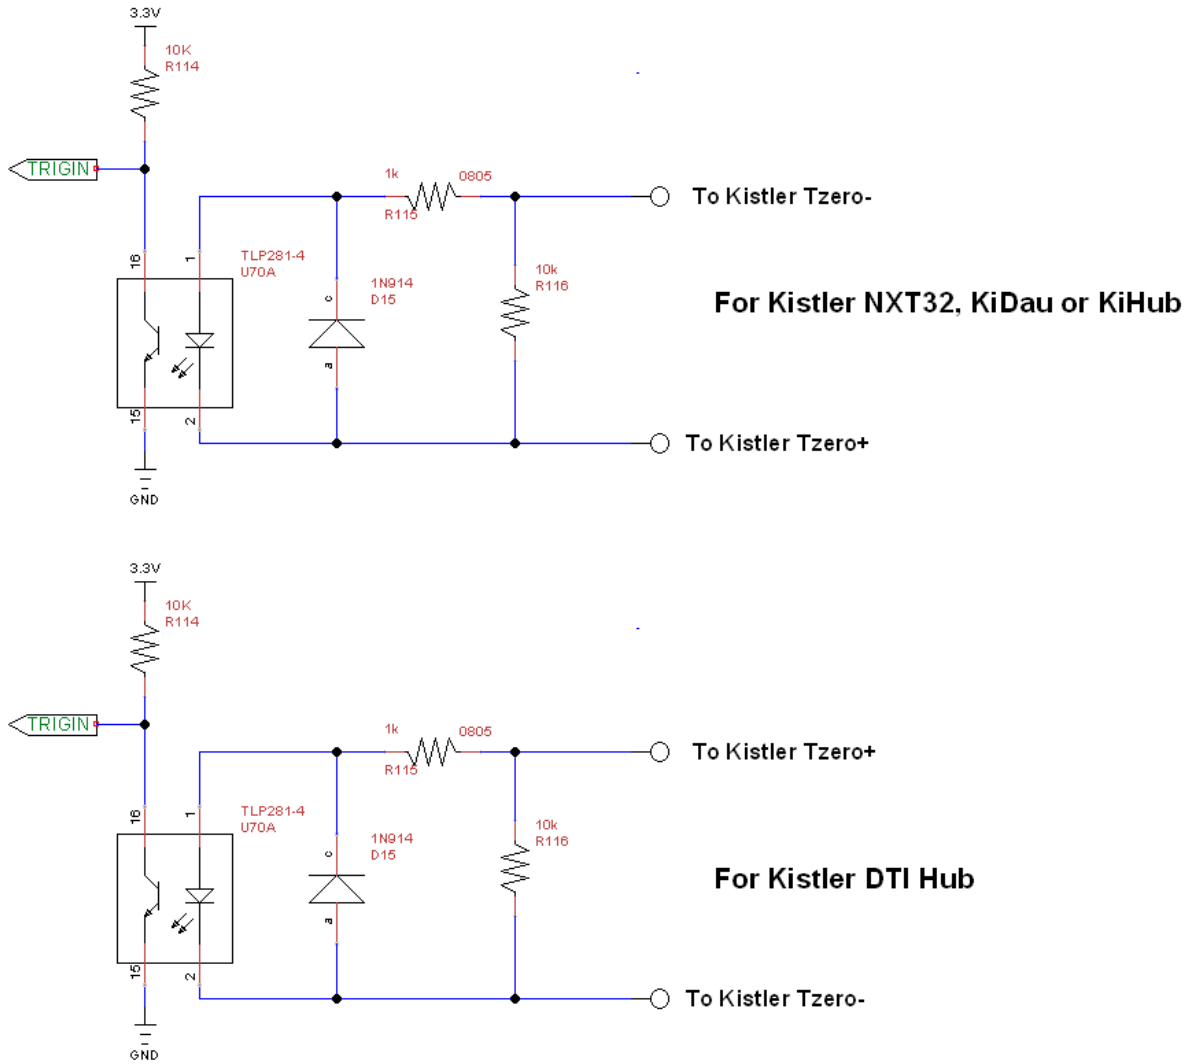 3.3V
10K
R114
TRIGIN
1k
0805
R115
To Kistler Tzero-
16
1
TLP281-4
U70A
1N914
D15
c
a
10k
R116
For Kistler NXT32, KiDau or KiHub
15
2
To Kistler Tzero+
GND
3.3V
10K
R114
TRIGIN
1k
0805
R115
To Kistler Tzero+
16
1
TLP281-4
U70A
1N914
D15
c
a
10k
R116
For Kistler DTI Hub
15
2
To Kistler Tzero-
GND